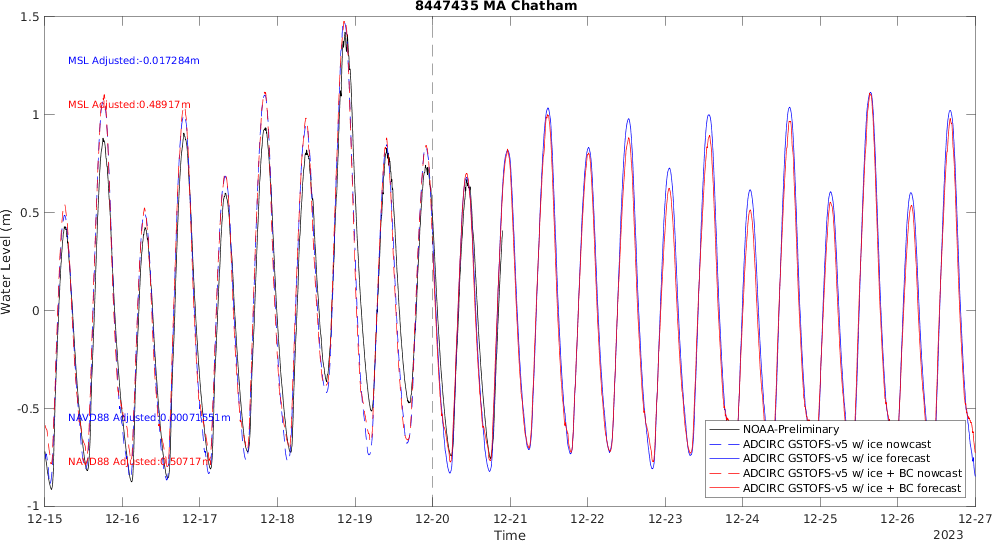 8447435 MA Chatham
1.5
MSL Adjusted:-0.017284m
MSL Adjusted:0.48917m
1
0.5
Water Level (m)
0
-0.5
NAVD88 Adjusted:0.00071551m
NOAA-Preliminary
ADCIRC GSTOFS-v5 w/ ice nowcast
ADCIRC GSTOFS-v5 w/ ice forecast
NAVD88 Adjusted:0.50717m
ADCIRC GSTOFS-v5 w/ ice + BC nowcast
ADCIRC GSTOFS-v5 w/ ice + BC forecast
-1
12-15 12-16 12-17 12-18 12-19 12-20 12-21 12-22 12-23 12-24 12-25 12-26 12-27
Time
2023